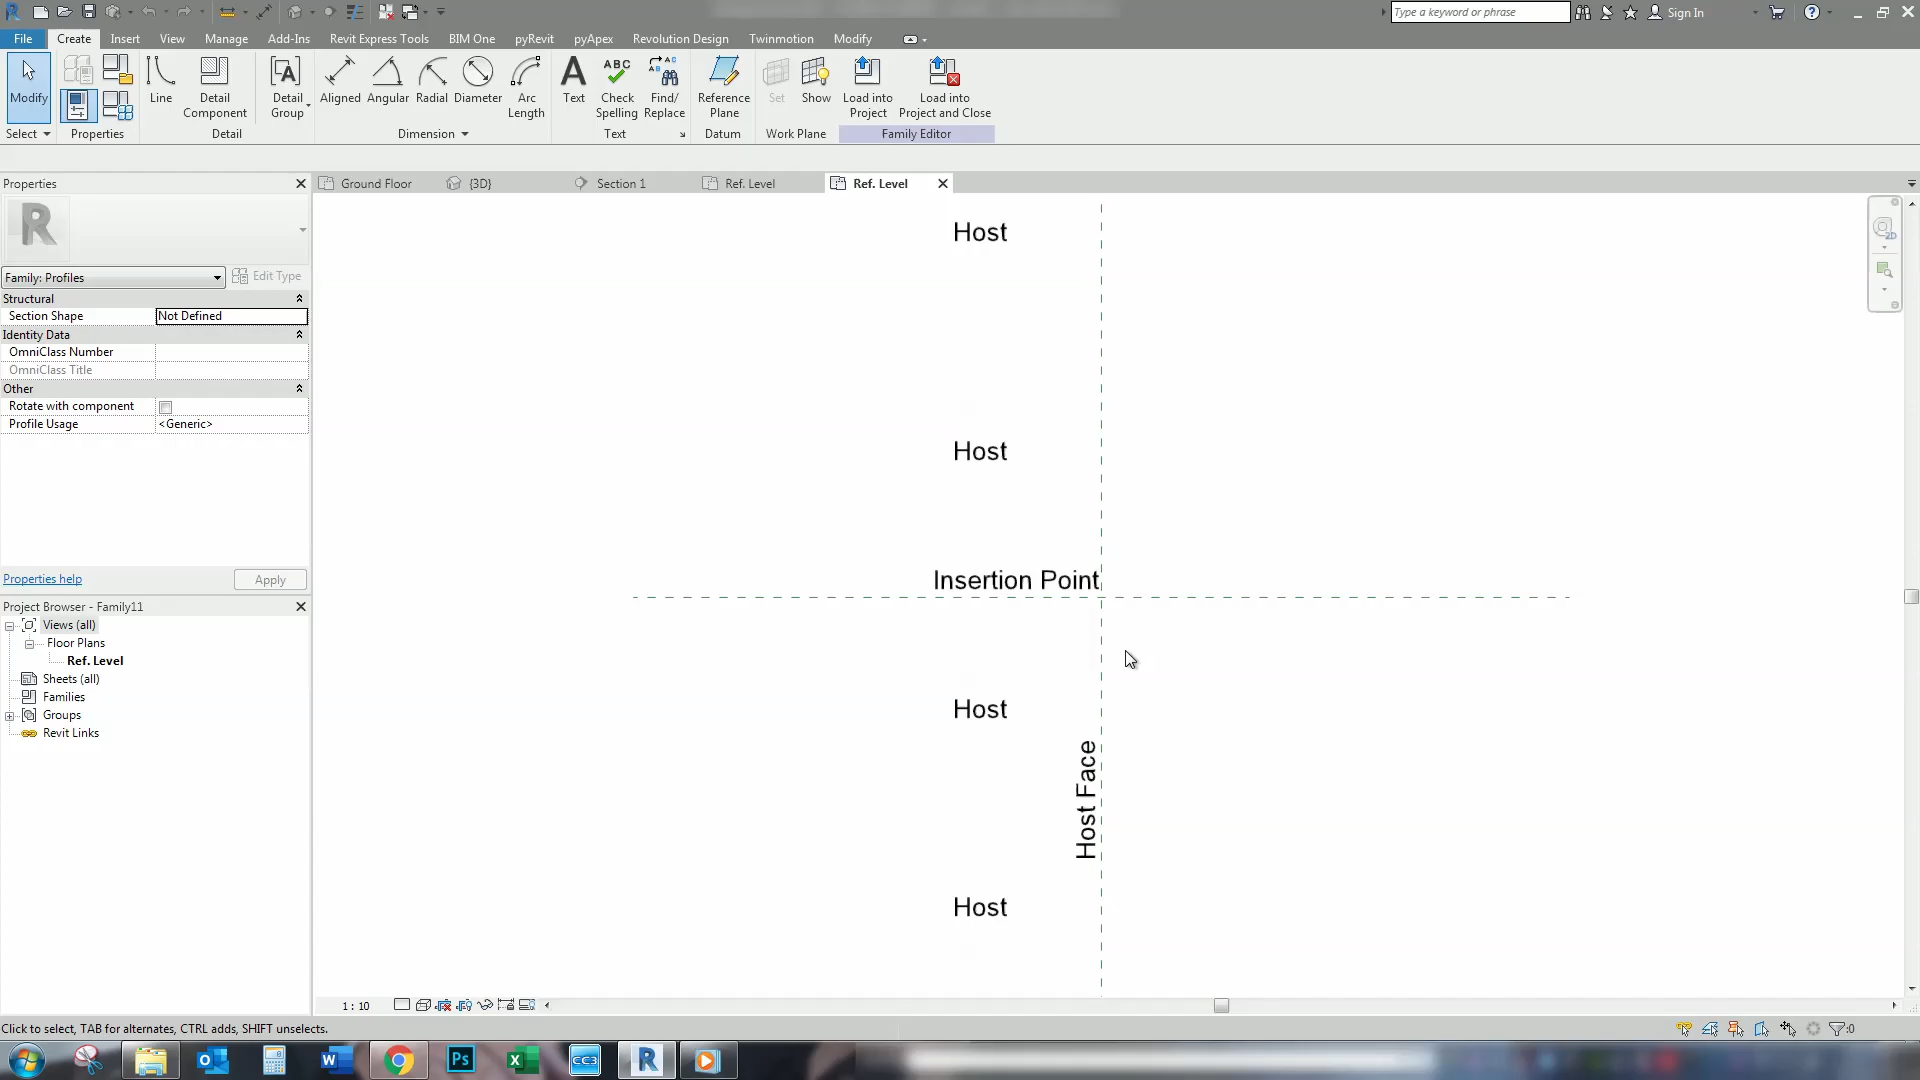 Type a keyword or phrase
Sign In
File
Create
Insert
View
Manage
Add-Ins
Revit Express Tools
BIM One
pyRevit
pyApex
Revolution Design
Twinmotion
Modify
Modify
Line
Detail
Component
Detail
Group
Aligned
Angular
Radial
Diameter
Arc
Length
A
Text
ABC
Check
Spelling
Find/
Replace
Reference
Plane
Set
Show
Load into
Project
Load into
Project and Close
Select
Properties
Detail
Dimension
Text
Datum
Work Plane
Family Editor
Properties
Ground Floor
{3D}
Section 1
Ref. Level
Ref. Level
Family: Profiles
Edit Type
Structural
Section Shape
Not Defined
Identity Data
OmniClass Number
OmniClass Title
Other
Rotate with component
Profile Usage
<Generic>
Properties help
Apply
Project Browser - Family11
Views (all)
Floor Plans
Ref. Level
Sheets (all)
Families
Groups
Revit Links
Host
Host
Insertion Point
Host
Host Face
Host
1 : 10
Click to select, TAB for alternates, CTRL adds, SHIFT unselects.
:0
Ps
CC3
R